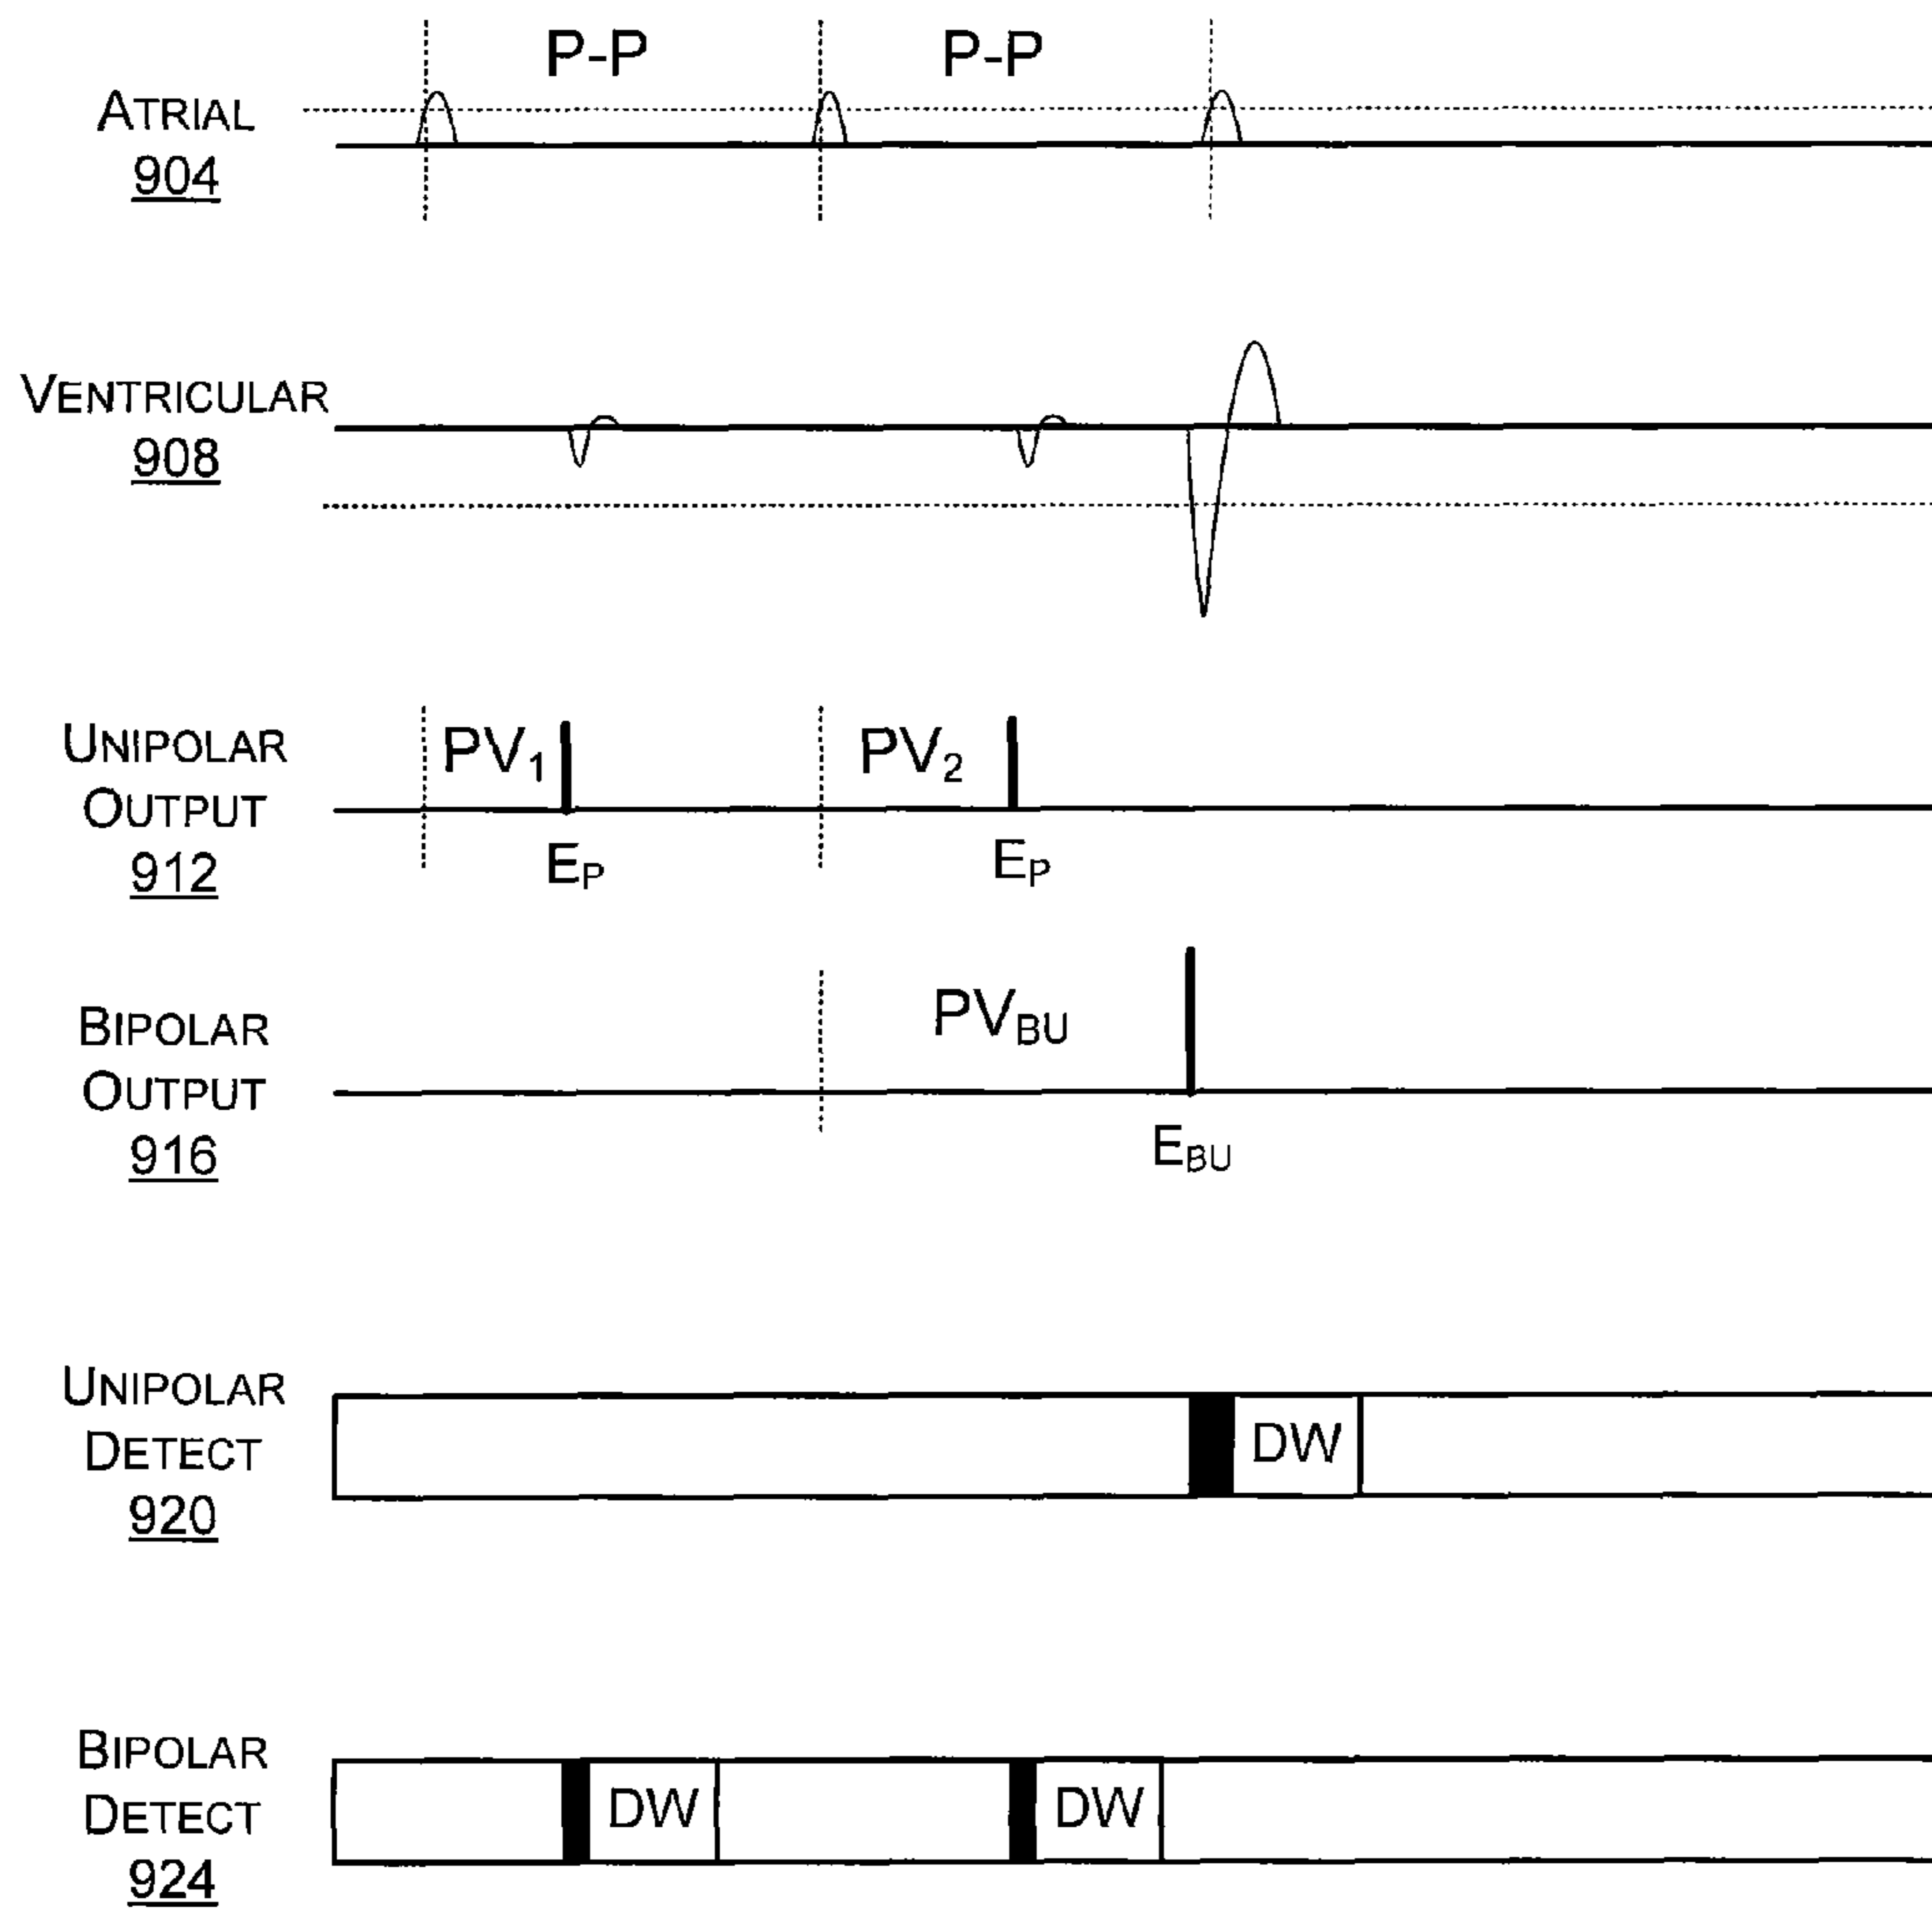 P-P P-P
ATRIAL
904
VENTRICULAR
908
UNIPOLAR
OUTPUT
912
PV1 PV2
EP EP
BIPOLAR
OUTPUT
916
PVBU
EBU
UNIPOLAR
DETECT
920
DW
BIPOLAR
DETECT
924
DW DW